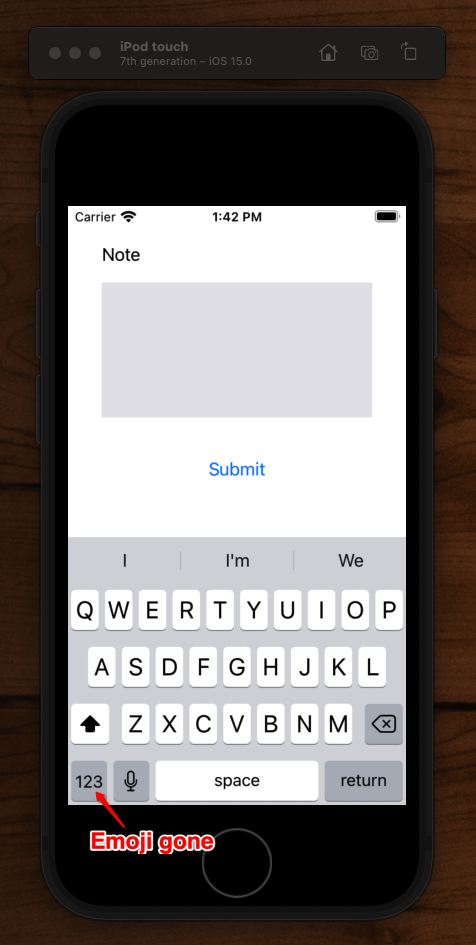 iPod touch
7th generation – iOS 15.0
Carrier 1:42 PM
Note
Submit
I I'm We
Q W E R T Y U I O P
A S D F G H J K L
Z X C V B N M
123 space return
Emoji gone